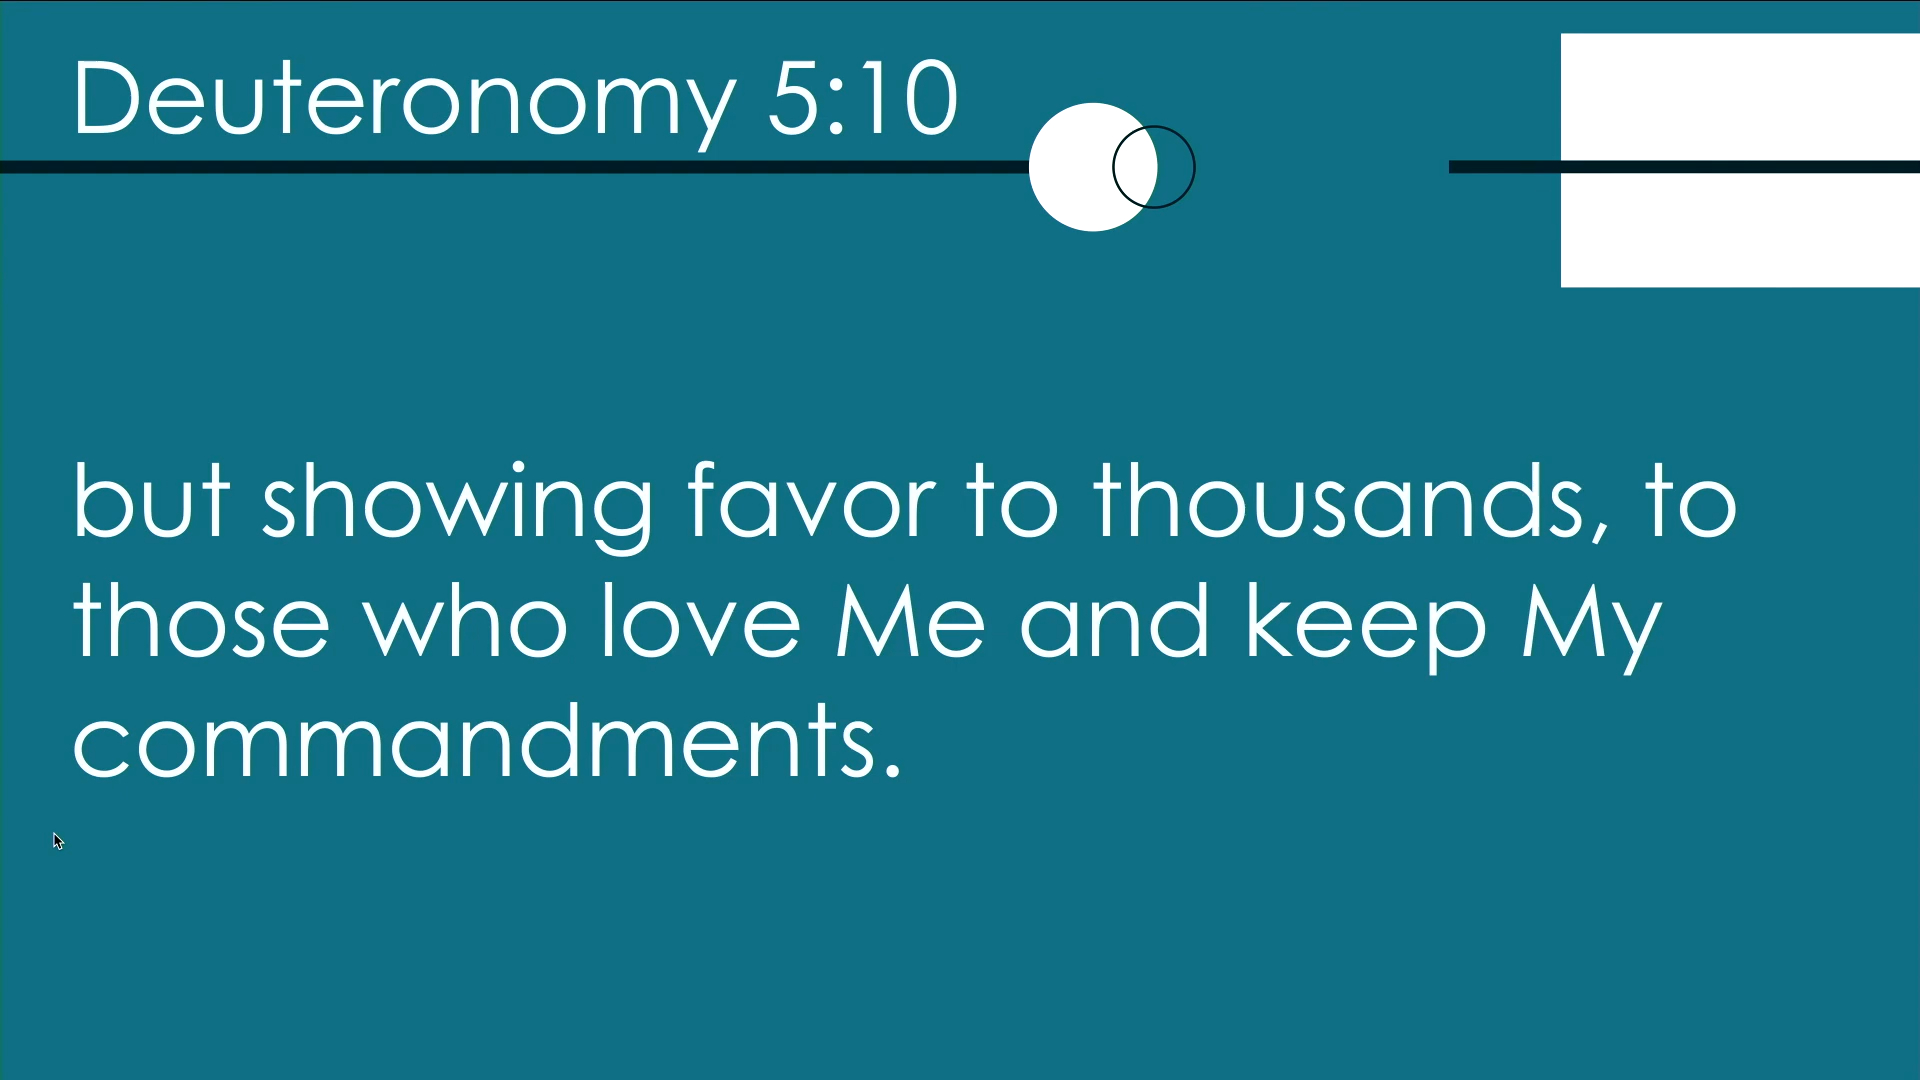 Deuteronomy 5:10
but showing favor to thousands, to
those who love Me and keep My
commandments.